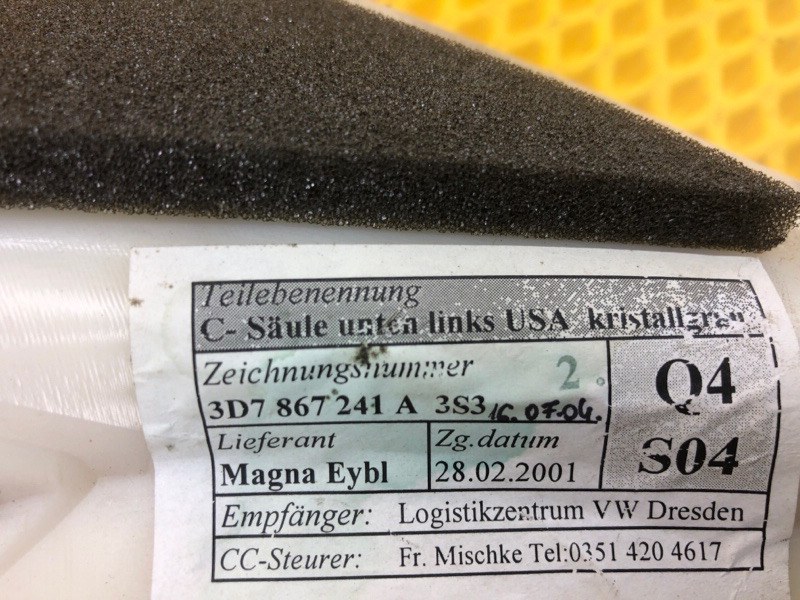 Teilebenennung
C- Säule unten links USA kristallgrau
Zeichnungsnummer 2.
3D7 867 241 A 3S3 16.07.04.
Q4
S04
Lieferant Zg.datum
Magna Eybl 28.02.2001
Empfänger: Logistikzentrum VW Dresden
CC-Steurer: Fr. Mischke Tel:0351 420 4617